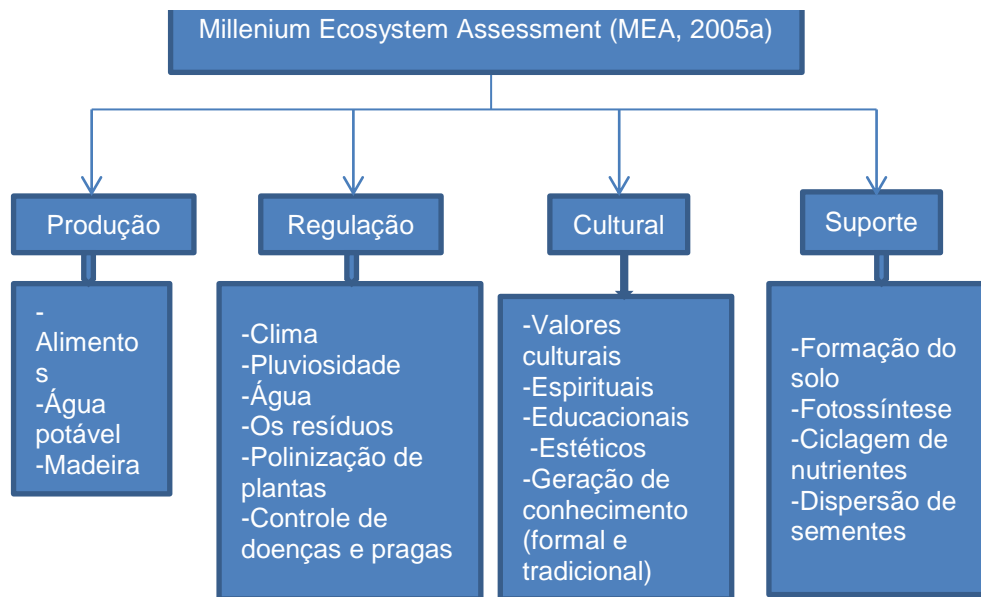 Millenium Ecosystem Assessment (MEA, 2005a)
Produção
Regulação
Cultural
Suporte
-
Alimento
s
-Água
potável
-Madeira
-Clima
-Pluviosidade
-Água
-Os resíduos
-Polinização de
plantas
-Controle de
doenças e pragas
-Valores
culturais
-Espirituais
-Educacionais
-Estéticos
-Geração de
conhecimento
(formal e
tradicional)
-Formação do
solo
-Fotossíntese
-Ciclagem de
nutrientes
-Dispersão de
sementes